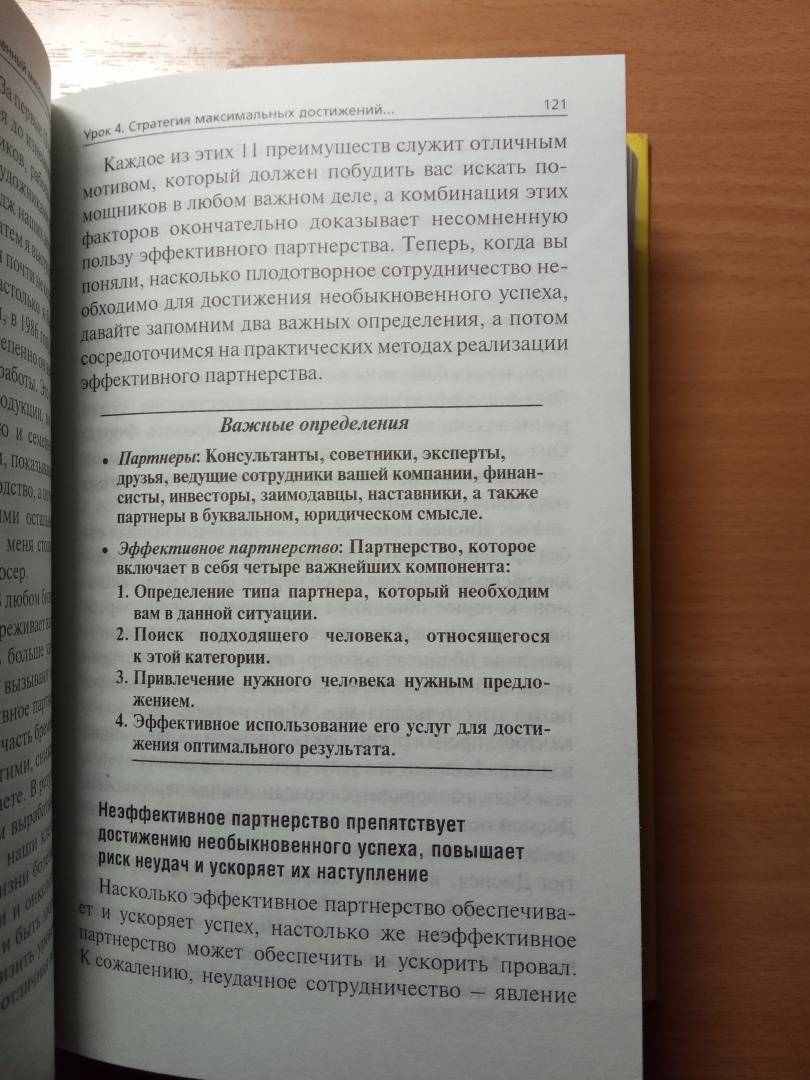 Урок 4. Стратегия максимальных достижений...
121
Каждое из этих 11 преимуществ служит отличным
мотивом, который должен побудить вас искать по-
мощников в любом важном деле, а комбинация этих
факторов окончательно доказывает несомненную
пользу эффективного партнерства. Теперь, когда вы
поняли, насколько плодотворное сотрудничество не-
обходимо для достижения необыкновенного успеха,
давайте запомним два важных определения, а потом
сосредоточимся на практических методах реализации
эффективного партнерства.
Важные определения
• Партнеры: Консультанты, советники, эксперты,
друзья, ведущие сотрудники вашей компании, финан-
систы, инвесторы, заимодавцы, наставники, а также
партнеры в буквальном, юридическом смысле.
• Эффективное партнерство: Партнерство, которое
включает в себя четыре важнейших компонента:
1. Определение типа партнера, который необходим
вам в данной ситуации.
2. Поиск подходящего человека, относящегося
к этой категории.
3. Привлечение нужного человека нужным предло-
жением.
4. Эффективное использование его услуг для дости-
жения оптимального результата.
Неэффективное партнерство препятствует
достижению необыкновенного успеха, повышает
риск неудач и ускоряет их наступление
Насколько эффективное партнерство обеспечива-
ет и ускоряет успех, настолько же неэффективное
партнерство может обеспечить и ускорить провал.
К сожалению, неудачное сотрудничество — явление